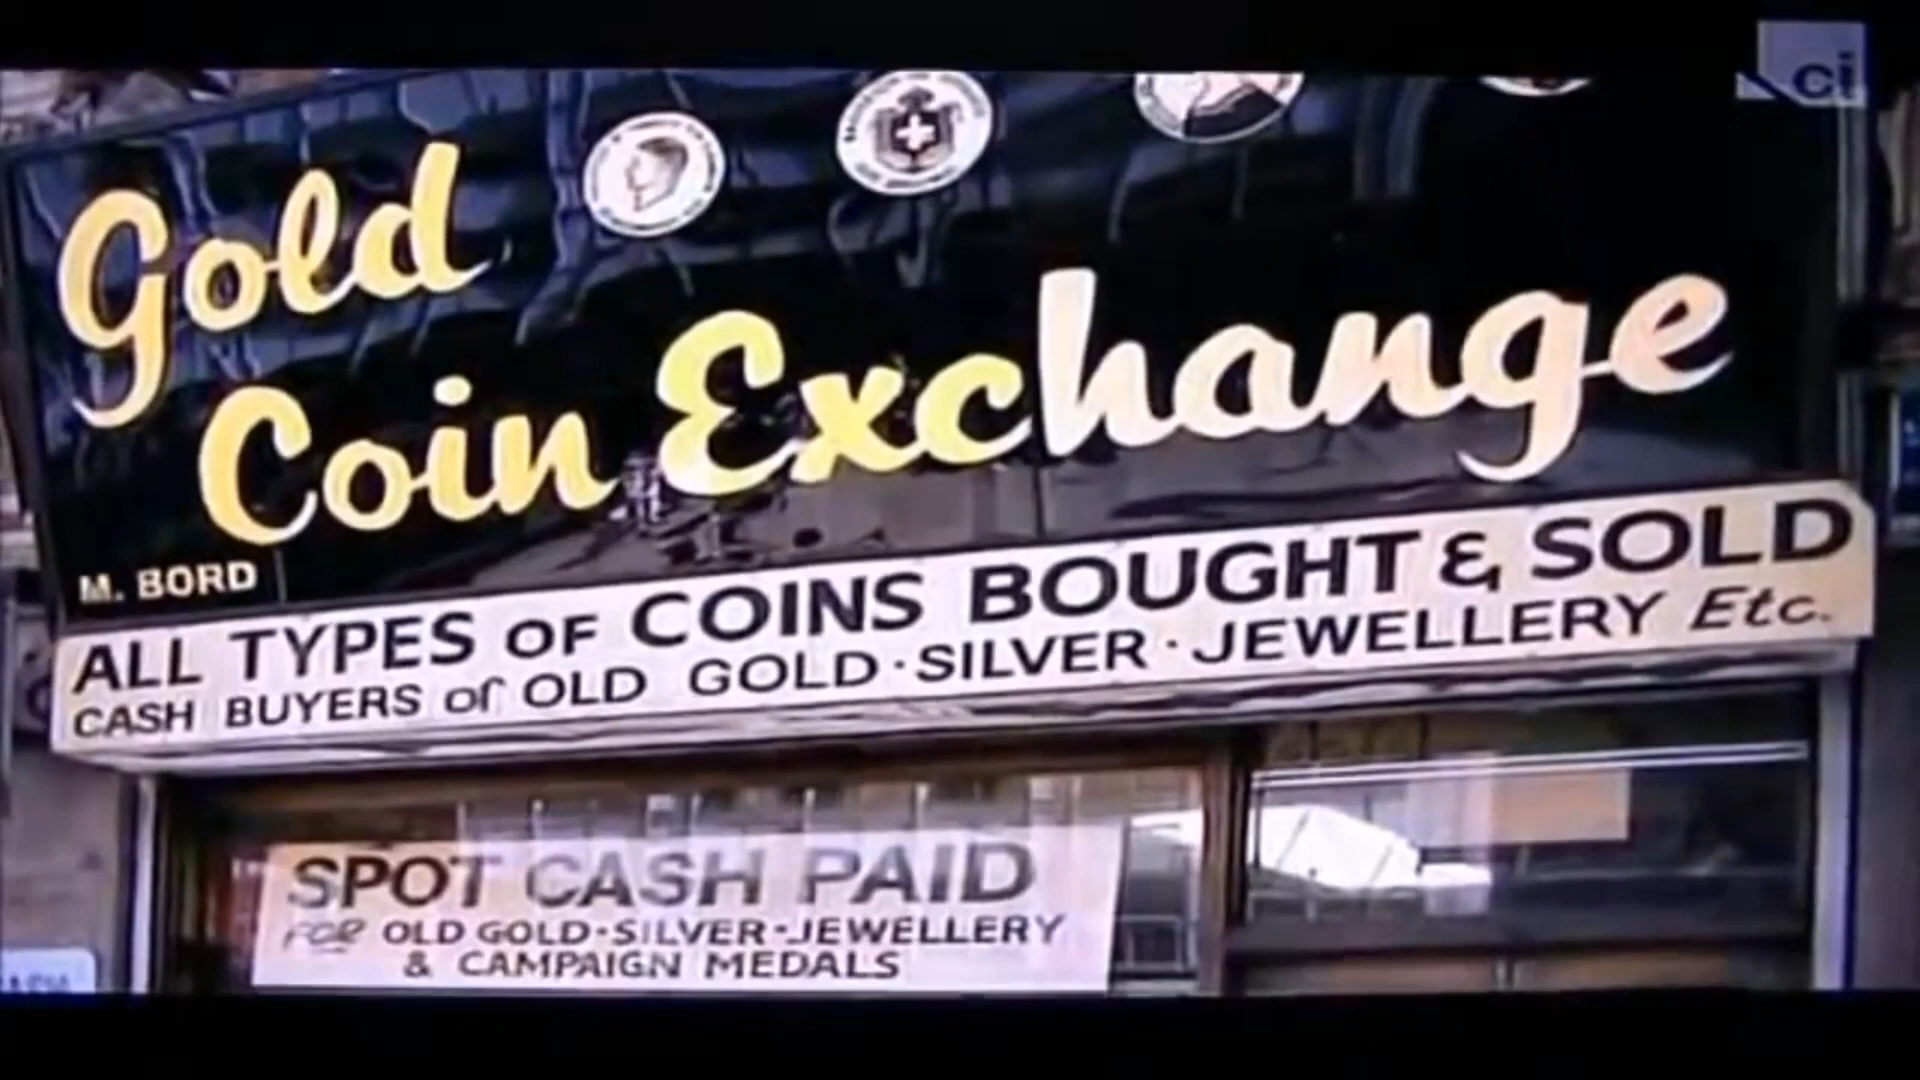 ci
Gold
Coin Exchange
M. BORD
ALL TYPES OF COINS BOUGHT & SOLD
CASH BUYERS of OLD GOLD · SILVER · JEWELLERY Etc.
SPOT CASH PAID
FOR OLD GOLD · SILVER · JEWELLERY
& CAMPAIGN MEDALS